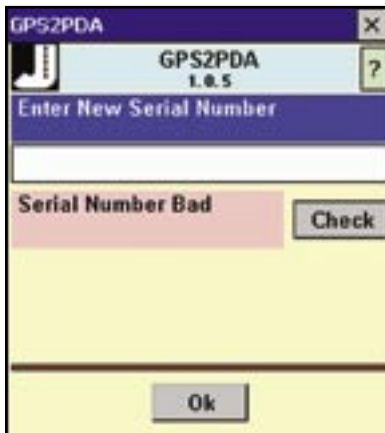 GPS2PDA ×
GPS2PDA ?
1.0.5
Enter New Serial Number
Serial Number Bad
Check
Ok